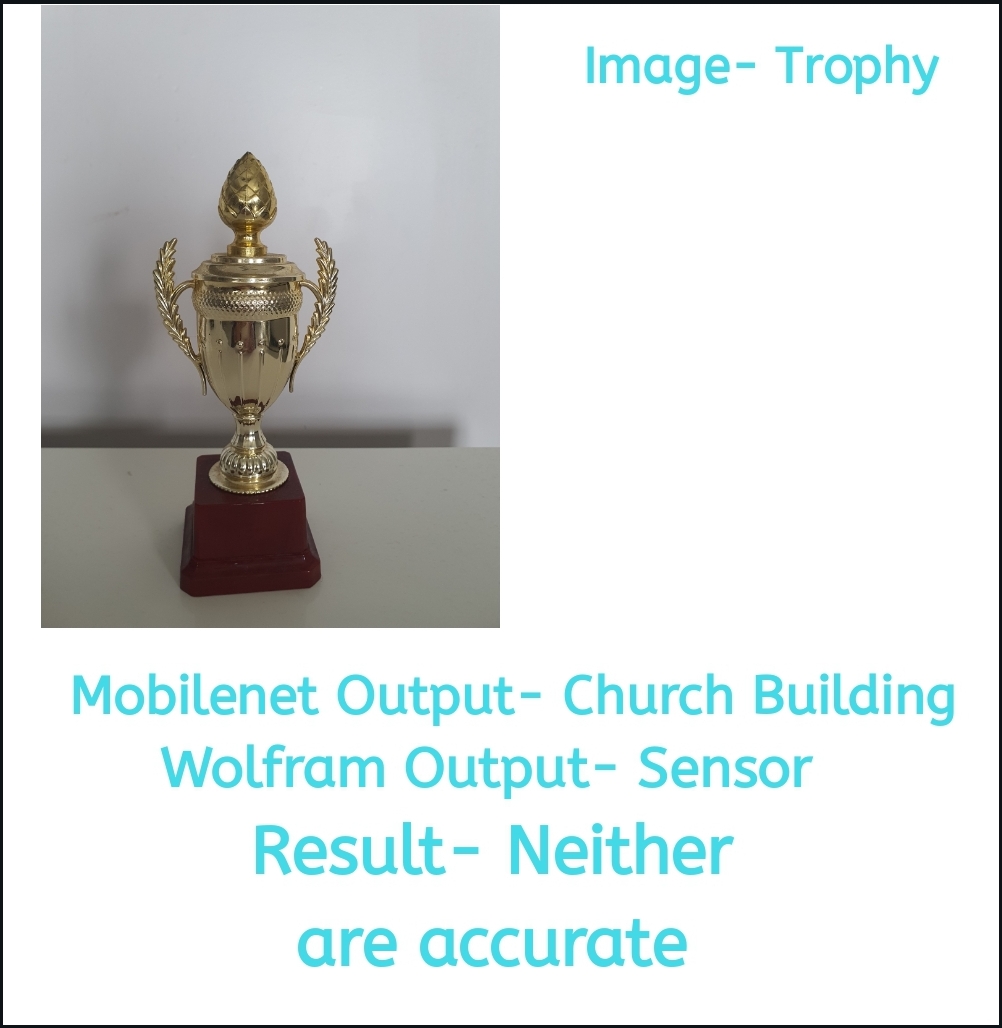 Image- Trophy
Mobilenet Output- Church Building
Wolfram Output- Sensor
Result- Neither
are accurate